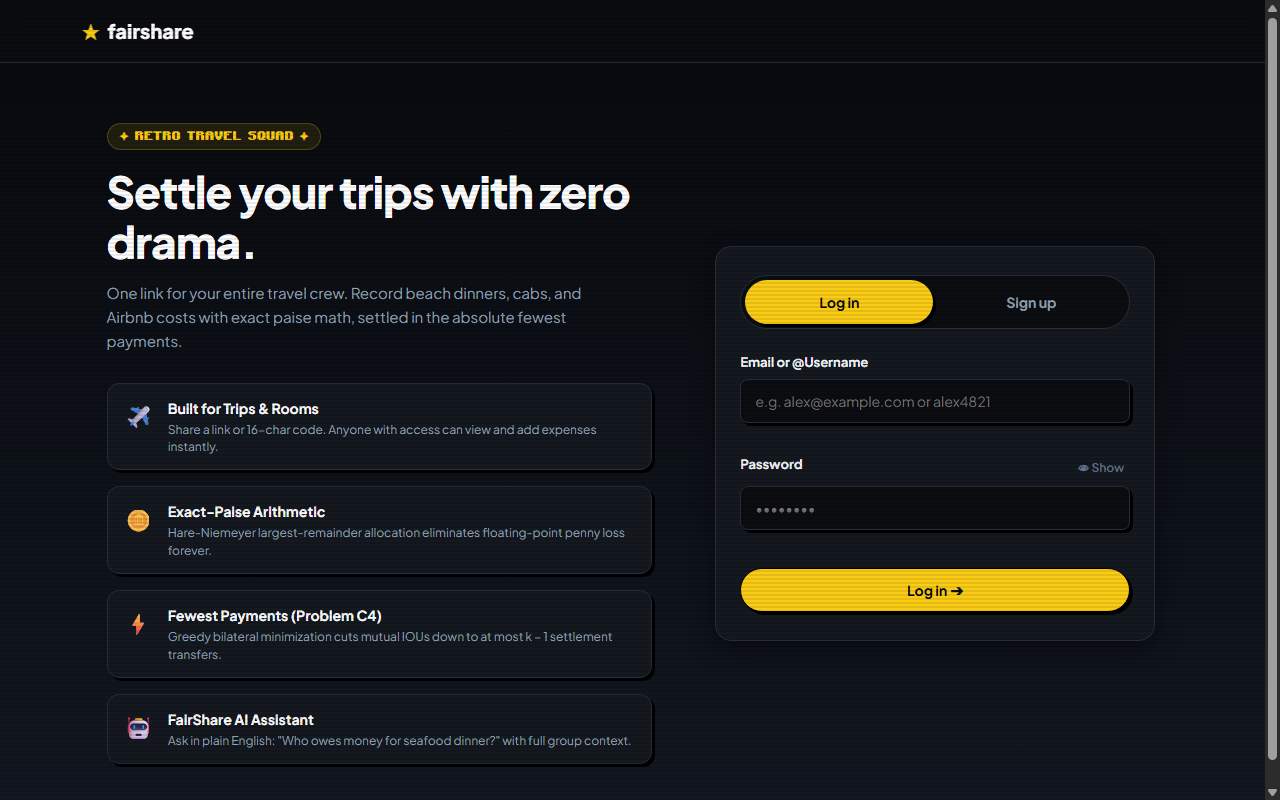 ★ fairshare
✦ RETRO TRAVEL SQUAD ✦
Settle your trips with zero
drama.
One link for your entire travel crew. Record beach dinners, cabs, and
Airbnb costs with exact paise math, settled in the absolute fewest
payments.
Built for Trips & Rooms
Share a link or 16-char code. Anyone with access can view and add expenses
instantly.
Exact-Paise Arithmetic
Hare-Niemeyer largest-remainder allocation eliminates floating-point penny loss
forever.
Fewest Payments (Problem C4)
Greedy bilateral minimization cuts mutual IOUs down to at most k − 1 settlement
transfers.
FairShare AI Assistant
Ask in plain English: "Who owes money for seafood dinner?" with full group context.
Log in
Sign up
Email or @Username
e.g. alex@example.com or alex4821
Password
Show
••••••••
Log in ➔